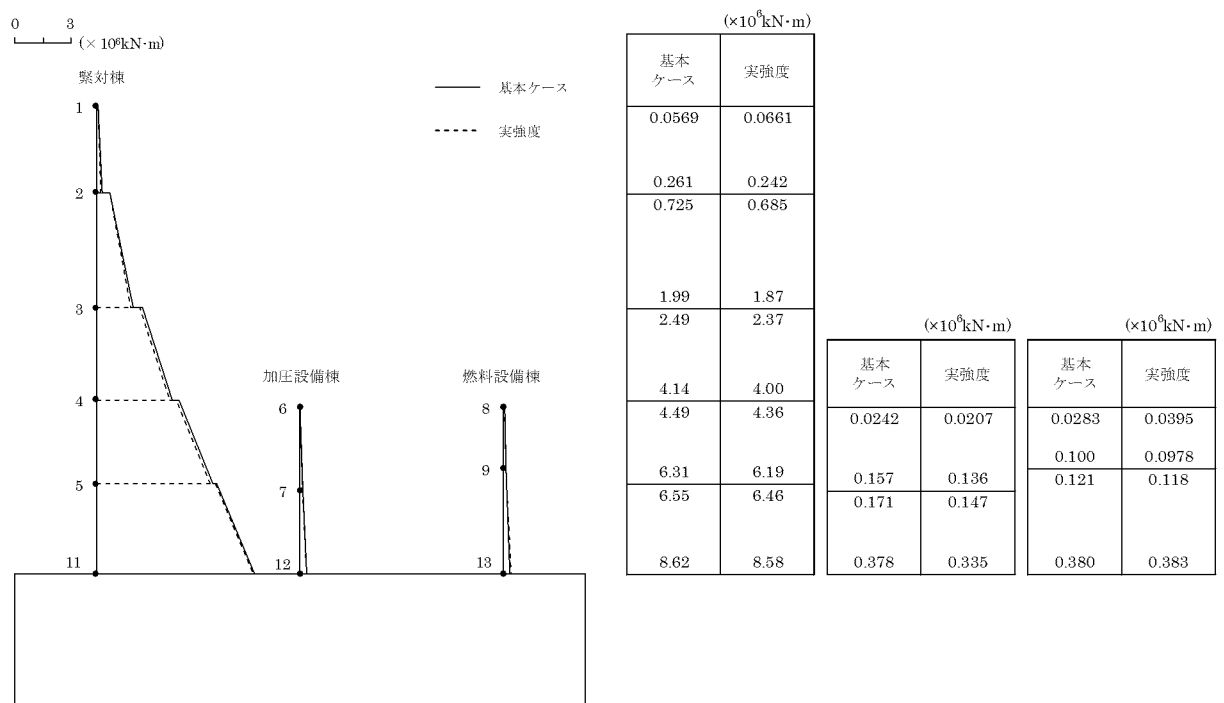 0 3
(×10⁶kN・m)
緊対棟
1
2
3
4
5
11
基本ケース
実強度
加圧設備棟
6
7
12
燃料設備棟
8
9
13
(×10⁶kN・m)
基本
ケース
実強度
0.0569 0.0661
0.261 0.242
0.725 0.685
1.99 1.87
2.49 2.37
4.14 4.00
4.49 4.36
6.31 6.19
6.55 6.46
8.62 8.58
(×10⁶kN・m)
基本
ケース
実強度
0.0242 0.0207
0.157 0.136
0.171 0.147
0.378 0.335
(×10⁶kN・m)
基本
ケース
実強度
0.0283 0.0395
0.100 0.0978
0.121 0.118
0.380 0.383